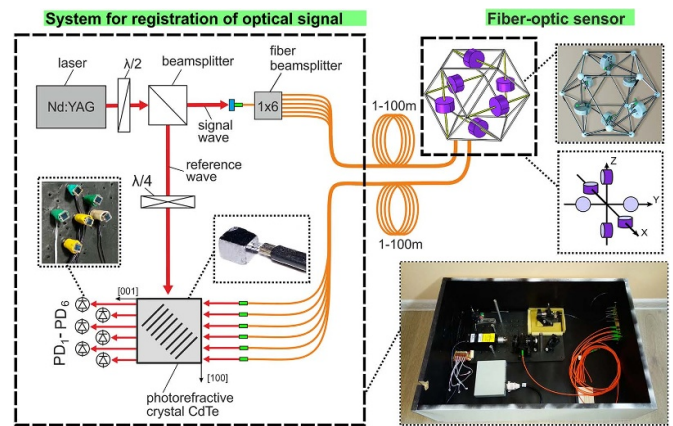 System for registration of optical signal
Fiber-optic sensor
laser
λ/2
beamsplitter
fiber
beamsplitter
Nd:YAG
1x6
signal
wave
1-100m
reference
wave
λ/4
1-100m
Z
Y
X
[001]
PD₁- PD₆
[100]
photorefractive
crystal CdTe